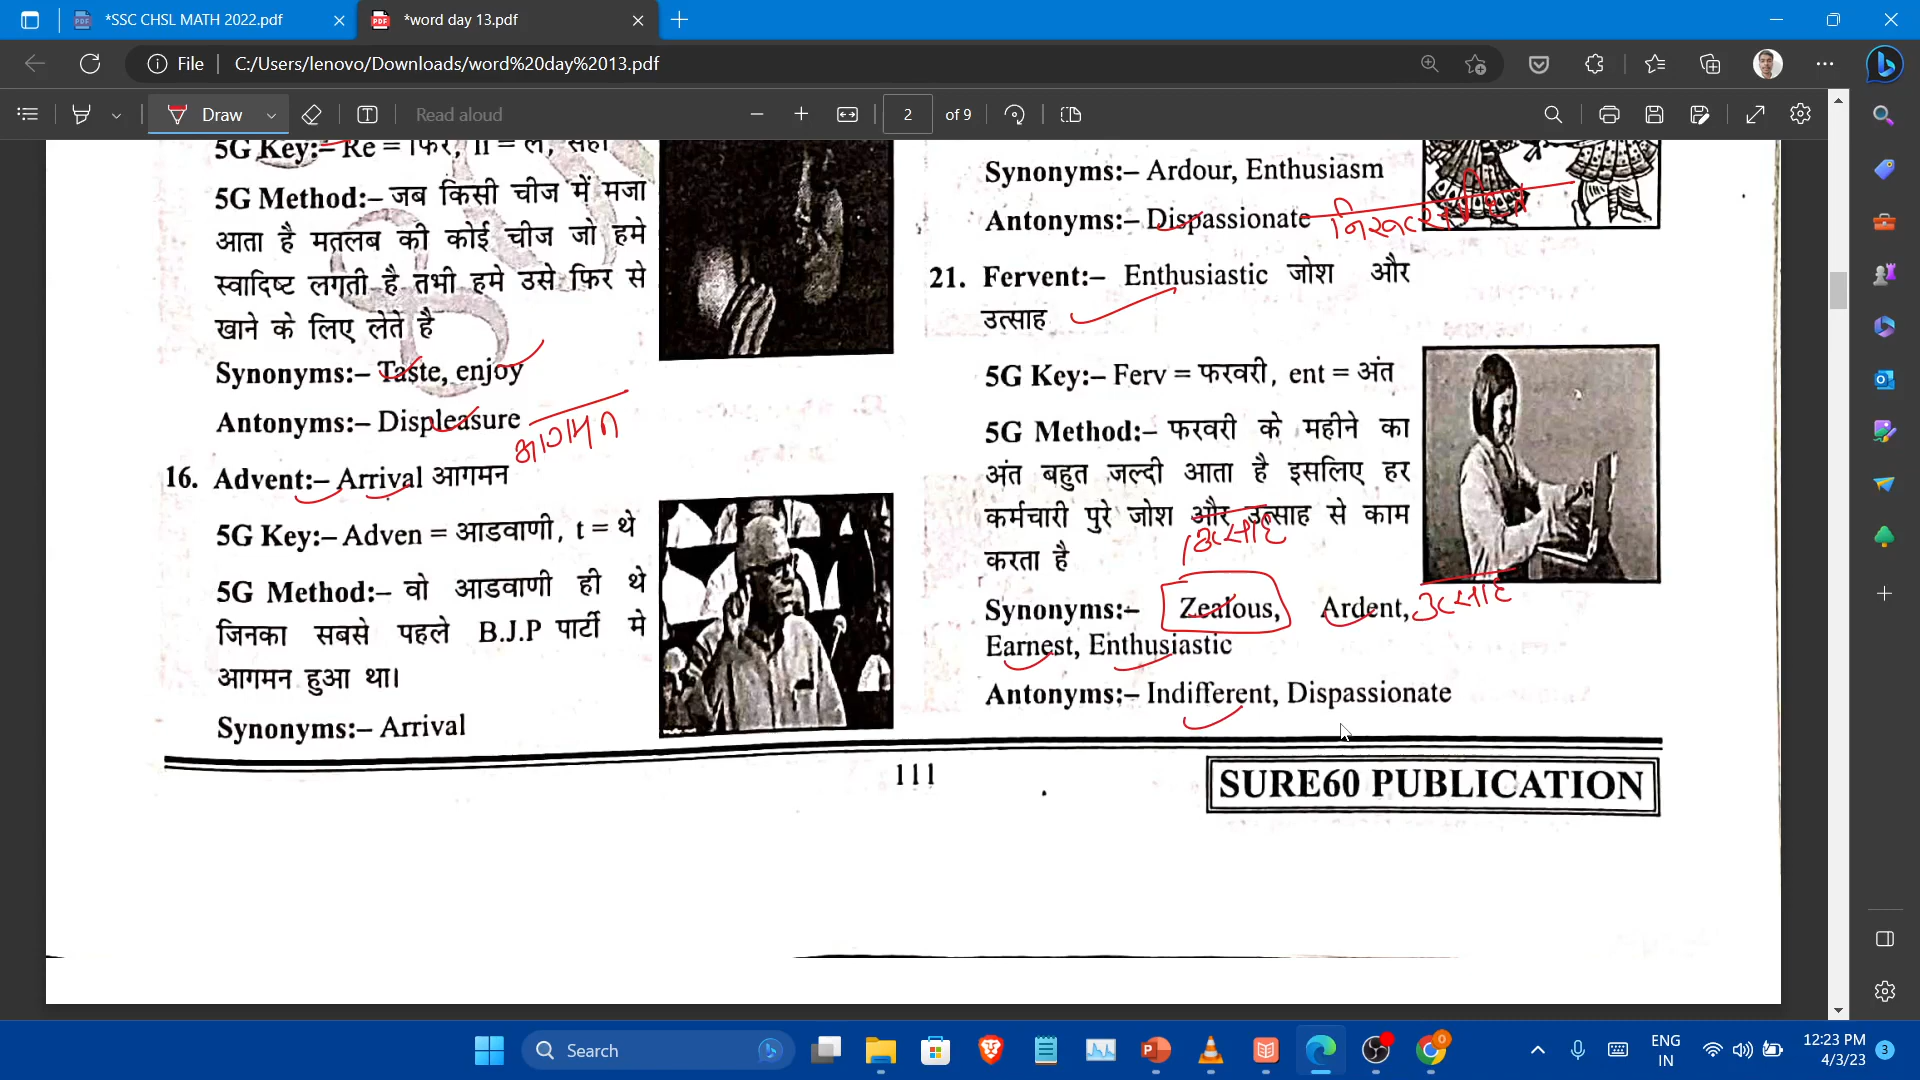 *SSC CHSL MATH 2022.pdf
*word day 13.pdf
File
C:/Users/lenovo/Downloads/word%20day%2013.pdf
Draw
Read aloud
2
of 9
5G Key:– Re =
5G Method:– जब किसी चीज में मजा
आता है मतलब की कोई चीज जो हमे
स्वादिष्ट लगती है तभी हमे उसे फिर से
खाने के लिए लेते है
Synonyms:– Taste, enjoy
Antonyms:– Displeasure
आगमन
16. Advent:– Arrival आगमन
5G Key:– Adven = आडवाणी, t = थे
5G Method:– वो आडवाणी ही थे
जिनका सबसे पहले B.J.P पार्टी मे
आगमन हुआ था।
Synonyms:– Arrival
Synonyms:– Ardour, Enthusiasm
Antonyms:– Dispassionate
21. Fervent:– Enthusiastic जोश और
उत्साह
5G Key:– Ferv = फरवरी, ent = अंत
5G Method:– फरवरी के महीने का
अंत बहुत जल्दी आता है इसलिए हर
कर्मचारी पुरे जोश और उत्साह से काम
करता है
उत्साह
Synonyms:– Zealous, Ardent, उत्साह
Earnest, Enthusiastic
Antonyms:– Indifferent, Dispassionate
111
SURE60 PUBLICATION
Search
ENG
IN
12:23 PM
4/3/23
3